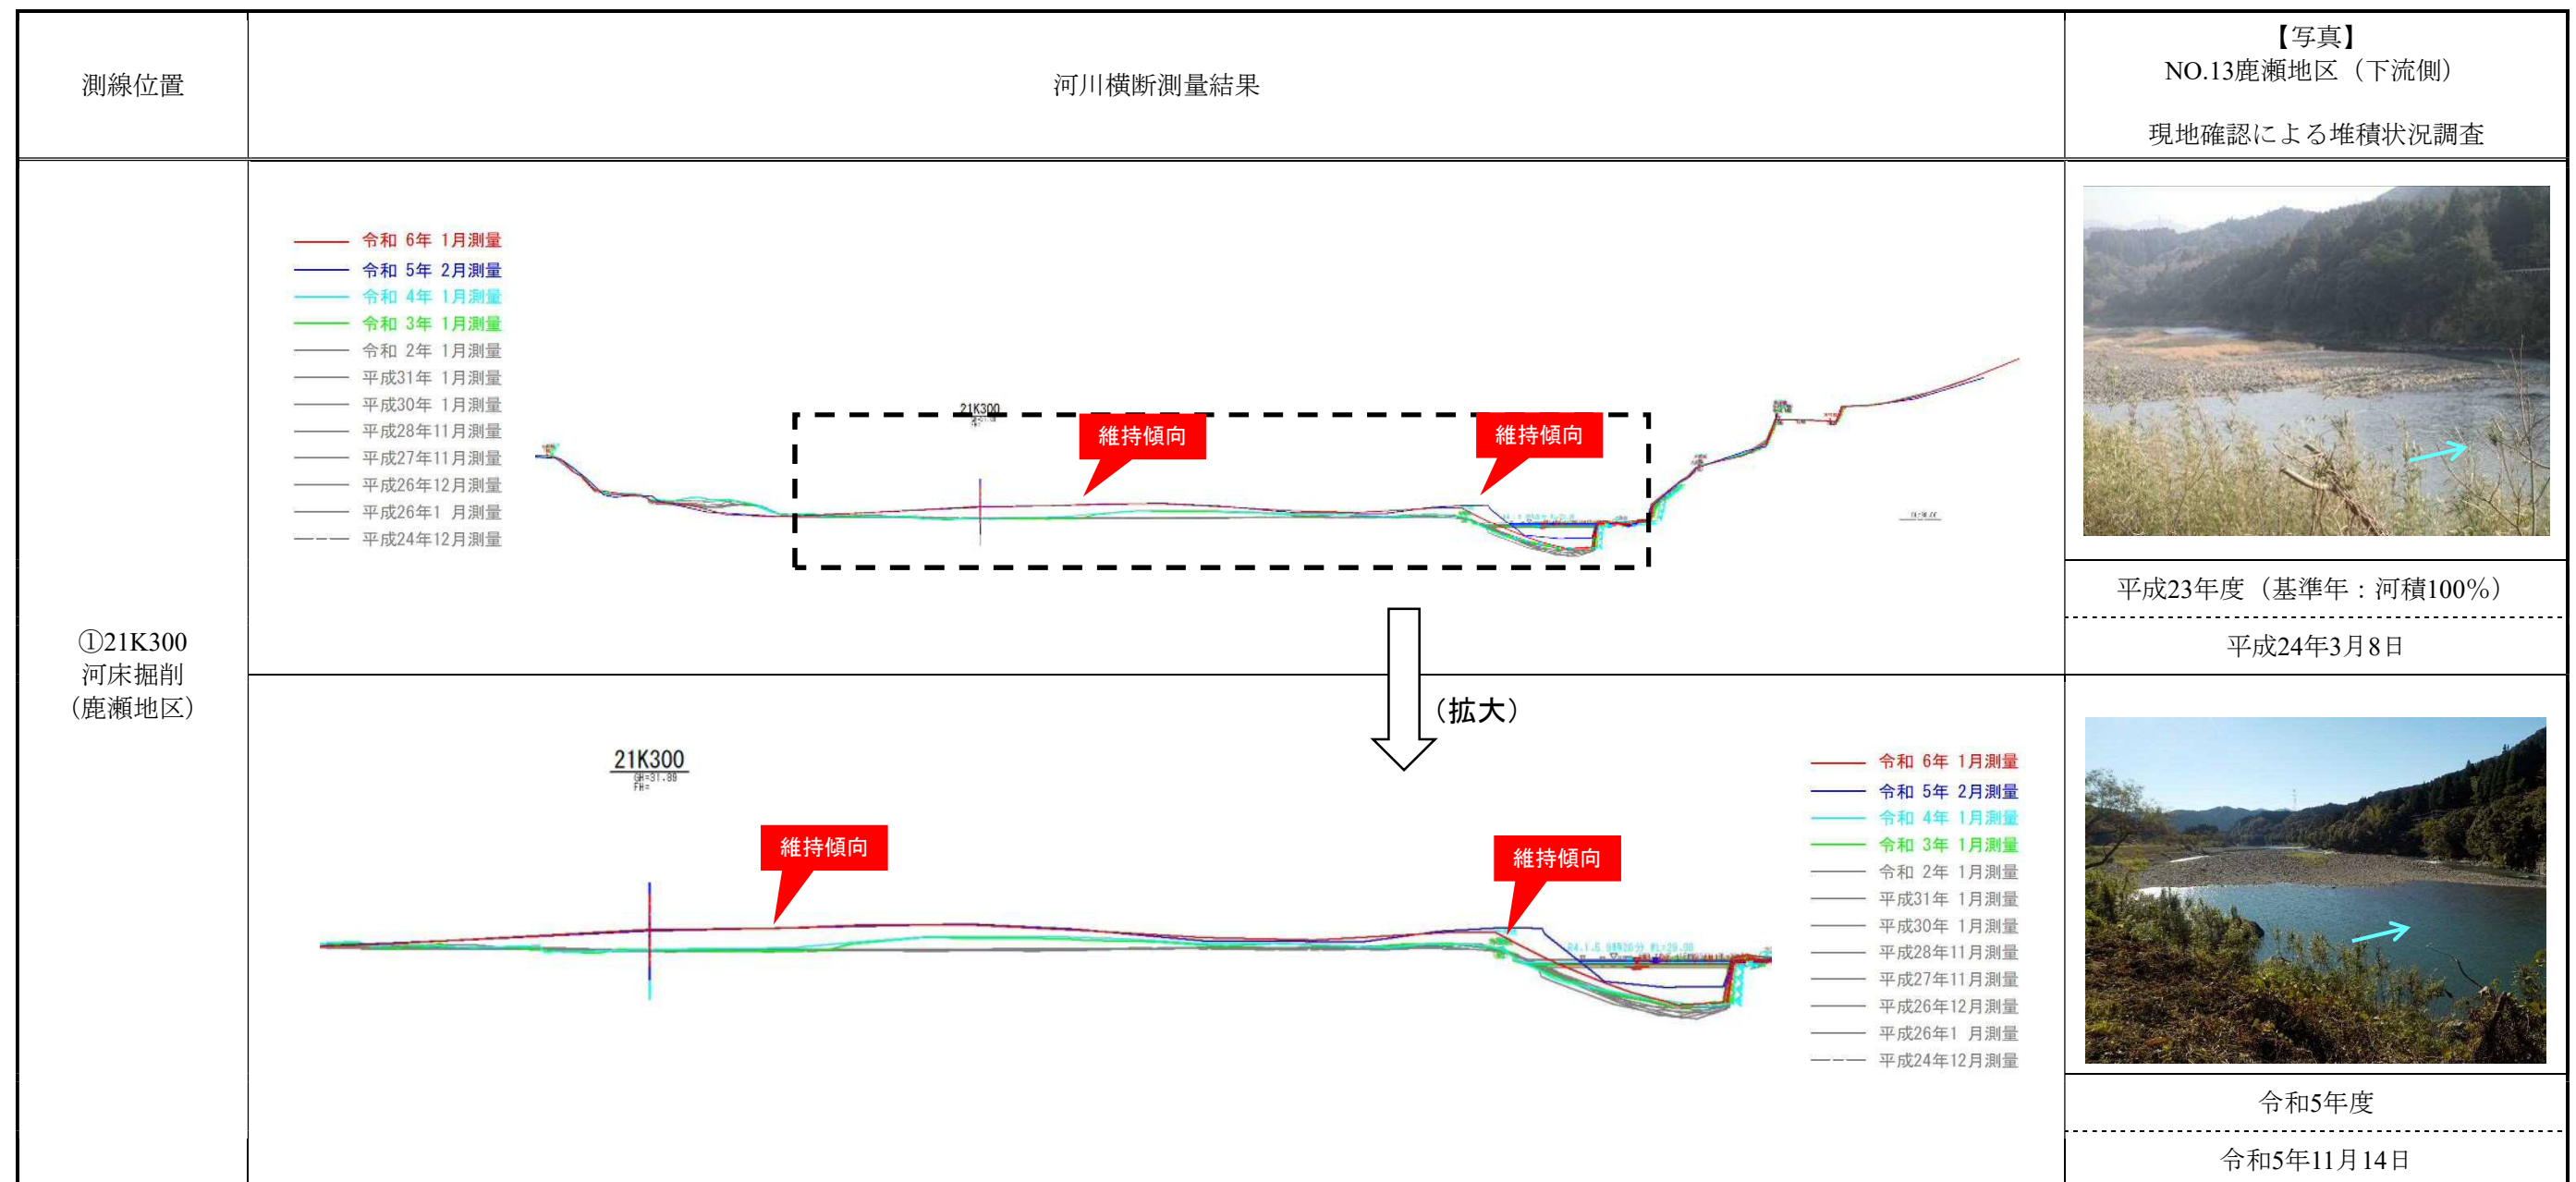 測線位置
河川横断測量結果
【写真】
NO.13鹿瀬地区（下流側）
現地確認による堆積状況調査
①21K300
河床掘削
（鹿瀬地区）
令和 6年 1月測量
令和 5年 2月測量
令和 4年 1月測量
令和 3年 1月測量
令和 2年 1月測量
平成31年 1月測量
平成30年 1月測量
平成28年11月測量
平成27年11月測量
平成26年12月測量
平成26年1 月測量
平成24年12月測量
21K300
維持傾向
維持傾向
平成23年度（基準年：河積100％）
平成24年3月8日
（拡大）
21K300
GH=31.89
FH=
維持傾向
維持傾向
令和 6年 1月測量
令和 5年 2月測量
令和 4年 1月測量
令和 3年 1月測量
令和 2年 1月測量
平成31年 1月測量
平成30年 1月測量
平成28年11月測量
平成27年11月測量
平成26年12月測量
平成26年1 月測量
平成24年12月測量
令和5年度
令和5年11月14日